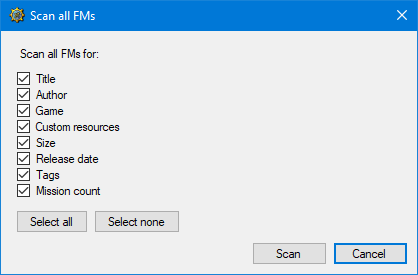 Scan all FMs
Scan all FMs for:
Title
Author
Game
Custom resources
Size
Release date
Tags
Mission count
Select all
Select none
Scan
Cancel